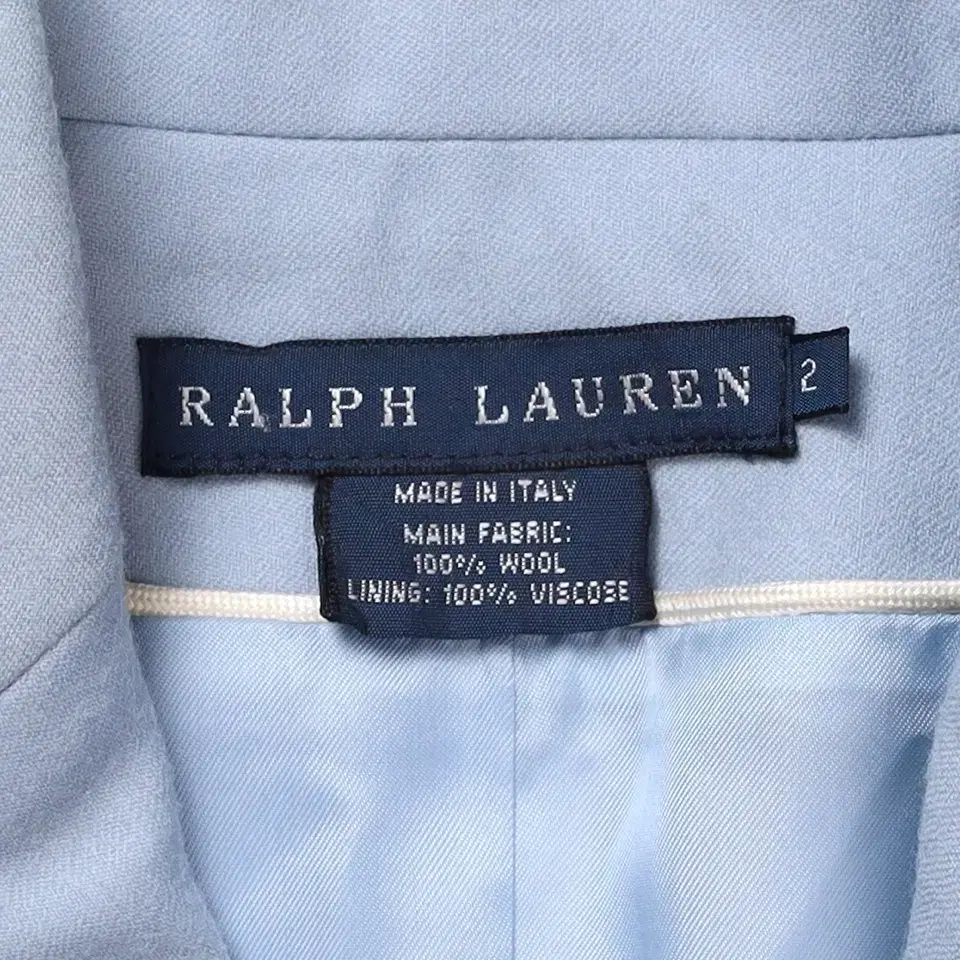 RALPH LAUREN
2
MADE IN ITALY
MAIN FABRIC:
100% WOOL
LINING: 100% VISCOSE